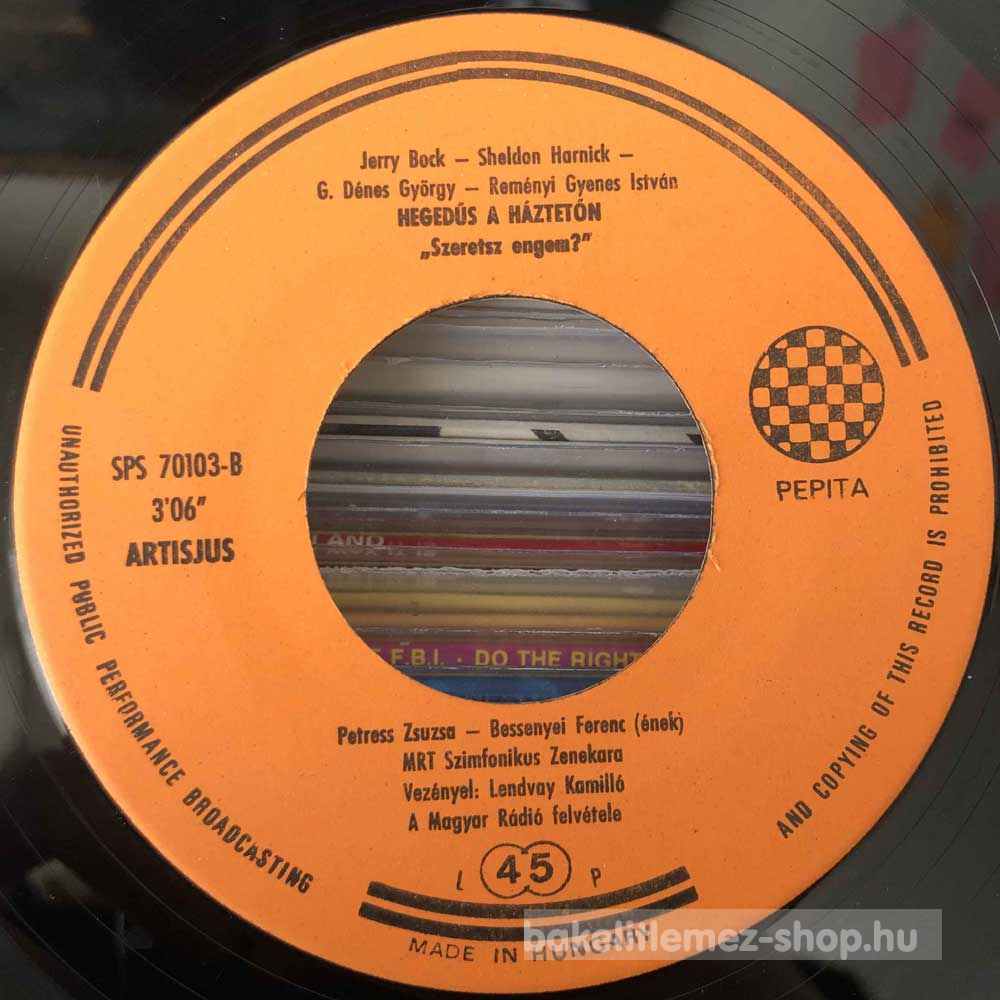 Jerry Bock – Sheldon Harnick –
G. Dénes György – Reményi Gyenes István
HEGEDŰS A HÁZTETŐN
„Szeretsz engem?”
SPS 70103-B
3'06"
ARTISJUS
PEPITA
AND
F.B.I. · DO THE RIGHT
Petress Zsuzsa – Bessenyei Ferenc (ének)
MRT Szimfonikus Zenekara
Vezényel: Lendvay Kamilló
A Magyar Rádió felvétele
L 45 P
MADE IN HUNGARY
UNAUTHORIZED PUBLIC PERFORMANCE BROADCASTING
AND COPYING OF THIS RECORD IS PROHIBITED
bakelitlemez-shop.hu